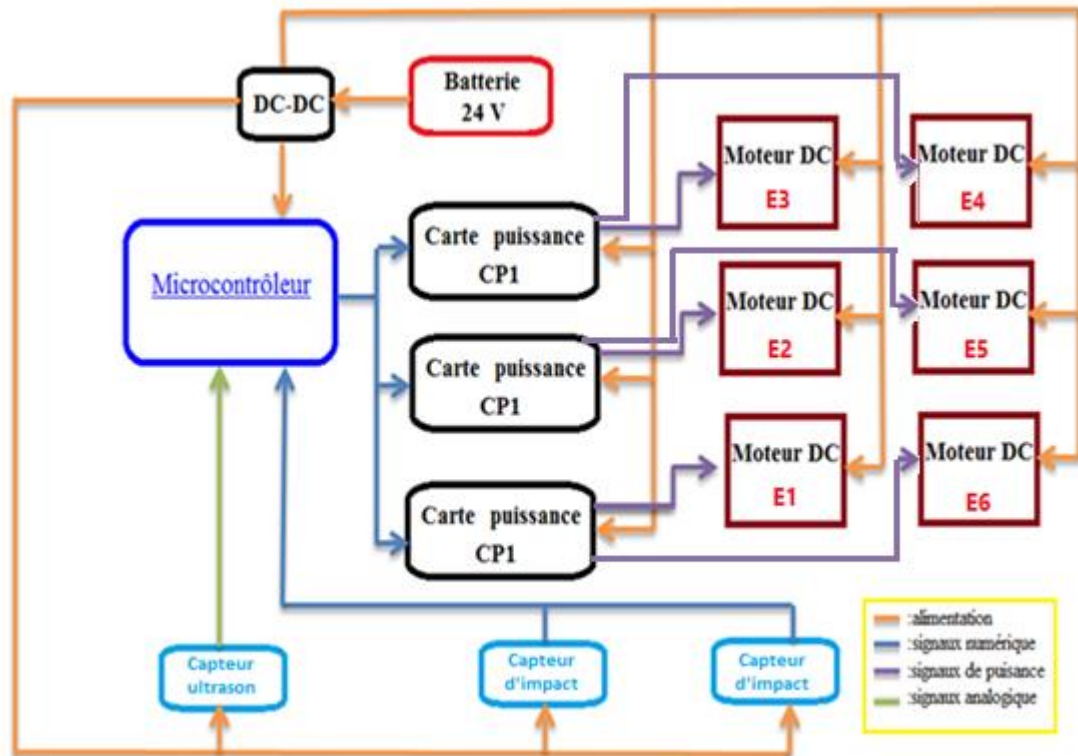 DC-DC
Batterie
24 V
Microcontrôleur
Carte puissance
CP1
Carte puissance
CP1
Carte puissance
CP1
Moteur DC
E3
Moteur DC
E4
Moteur DC
E2
Moteur DC
E5
Moteur DC
E1
Moteur DC
E6
Capteur
ultrason
Capteur
d'impact
Capteur
d'impact
:alimentation
:signaux numérique
:signaux de puisance
:signaux analogique